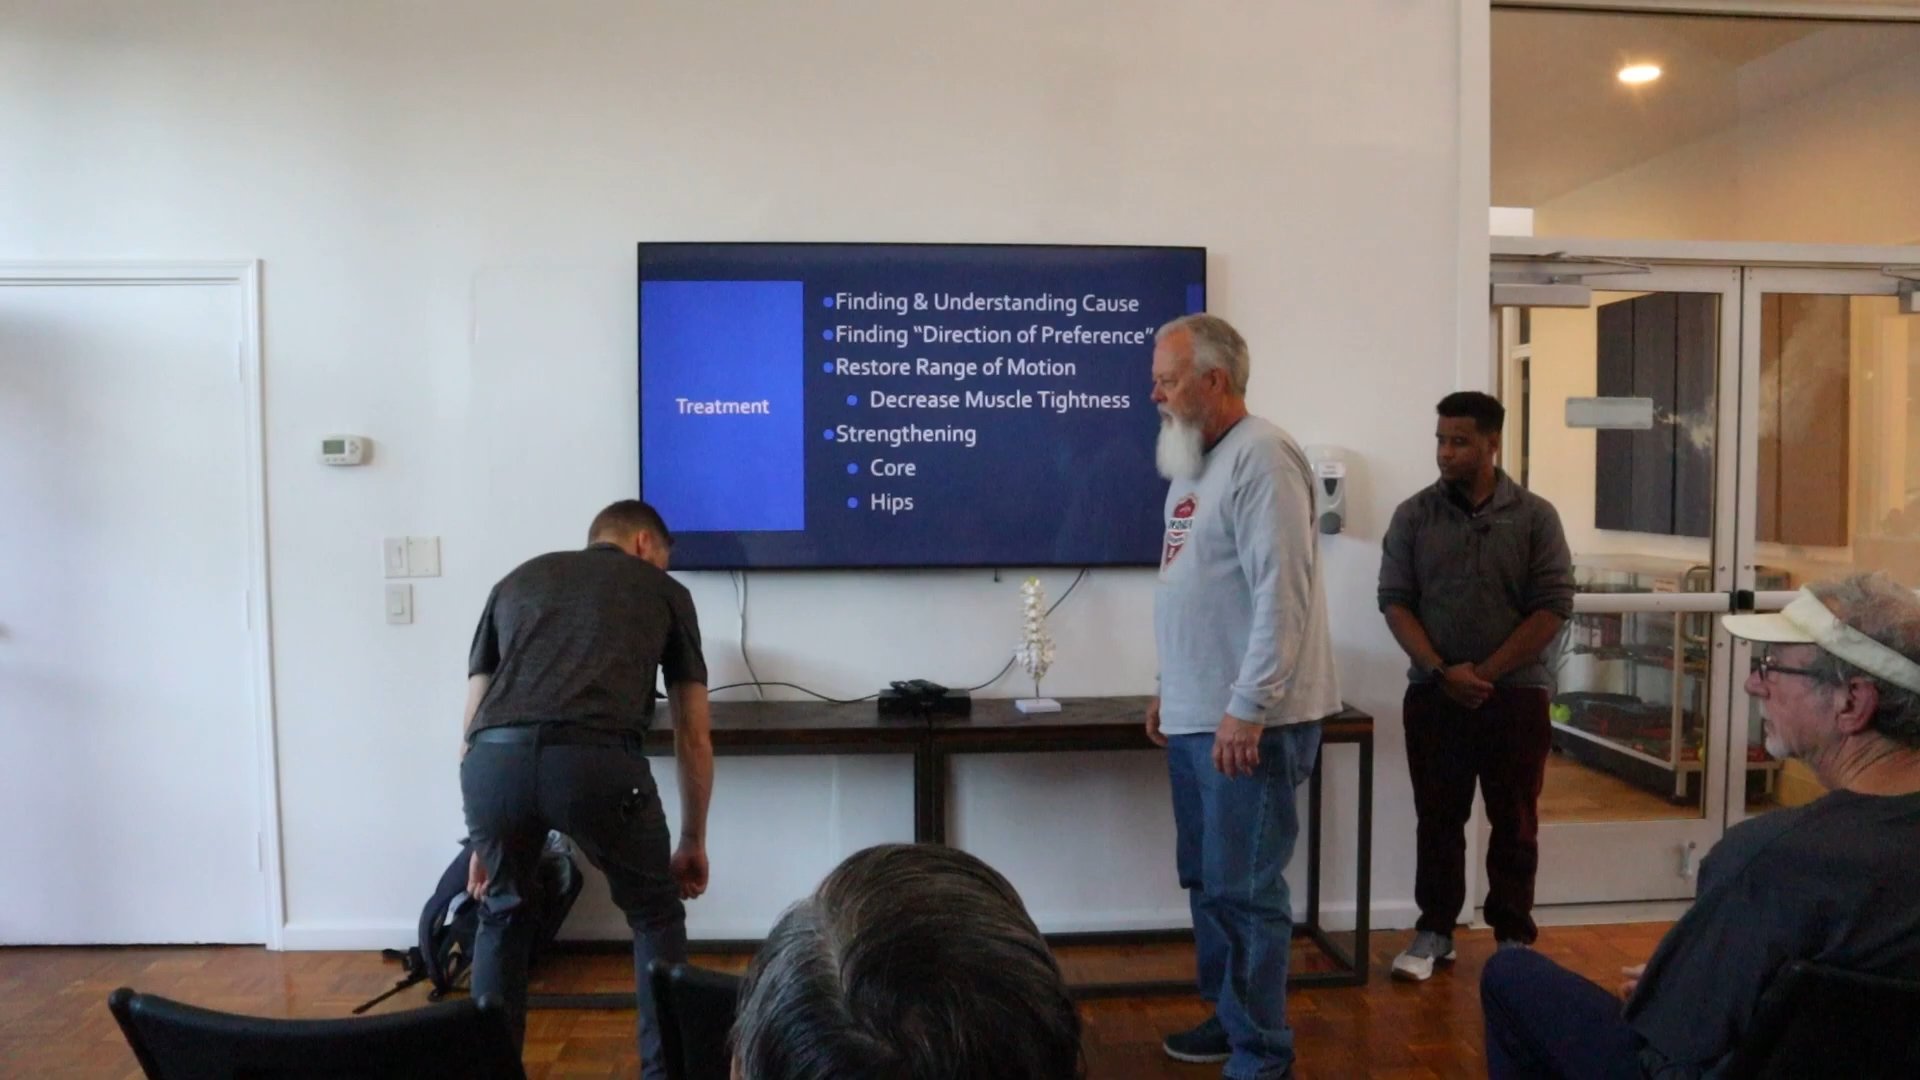 Treatment
Finding & Understanding Cause
Finding “Direction of Preference”
Restore Range of Motion
Decrease Muscle Tightness
Strengthening
Core
Hips